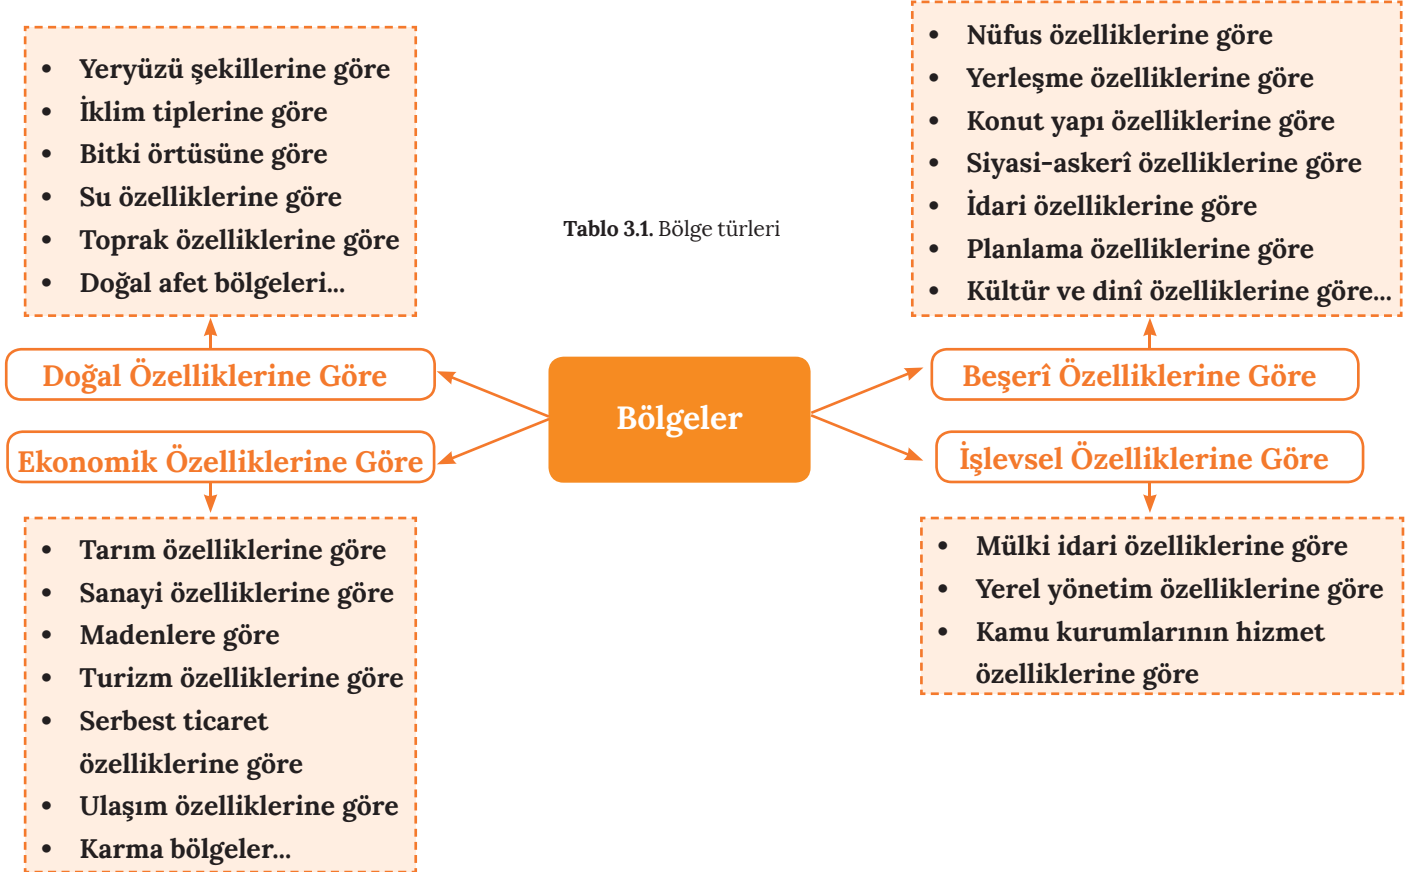 • Yeryüzü şekillerine göre
• İklim tiplerine göre
• Bitki örtüsüne göre
• Su özelliklerine göre
• Toprak özelliklerine göre
• Doğal afet bölgeleri...
• Nüfus özelliklerine göre
• Yerleşme özelliklerine göre
• Konut yapı özelliklerine göre
• Siyasi-askerî özelliklerine göre
• İdari özelliklerine göre
• Planlama özelliklerine göre
• Kültür ve dinî özelliklerine göre...
Tablo 3.1. Bölge türleri
Doğal Özelliklerine Göre
Beşerî Özelliklerine Göre
Bölgeler
Ekonomik Özelliklerine Göre
İşlevsel Özelliklerine Göre
• Tarım özelliklerine göre
• Sanayi özelliklerine göre
• Madenlere göre
• Turizm özelliklerine göre
• Serbest ticaret
özelliklerine göre
• Ulaşım özelliklerine göre
• Karma bölgeler...
• Mülki idari özelliklerine göre
• Yerel yönetim özelliklerine göre
• Kamu kurumlarının hizmet
özelliklerine göre